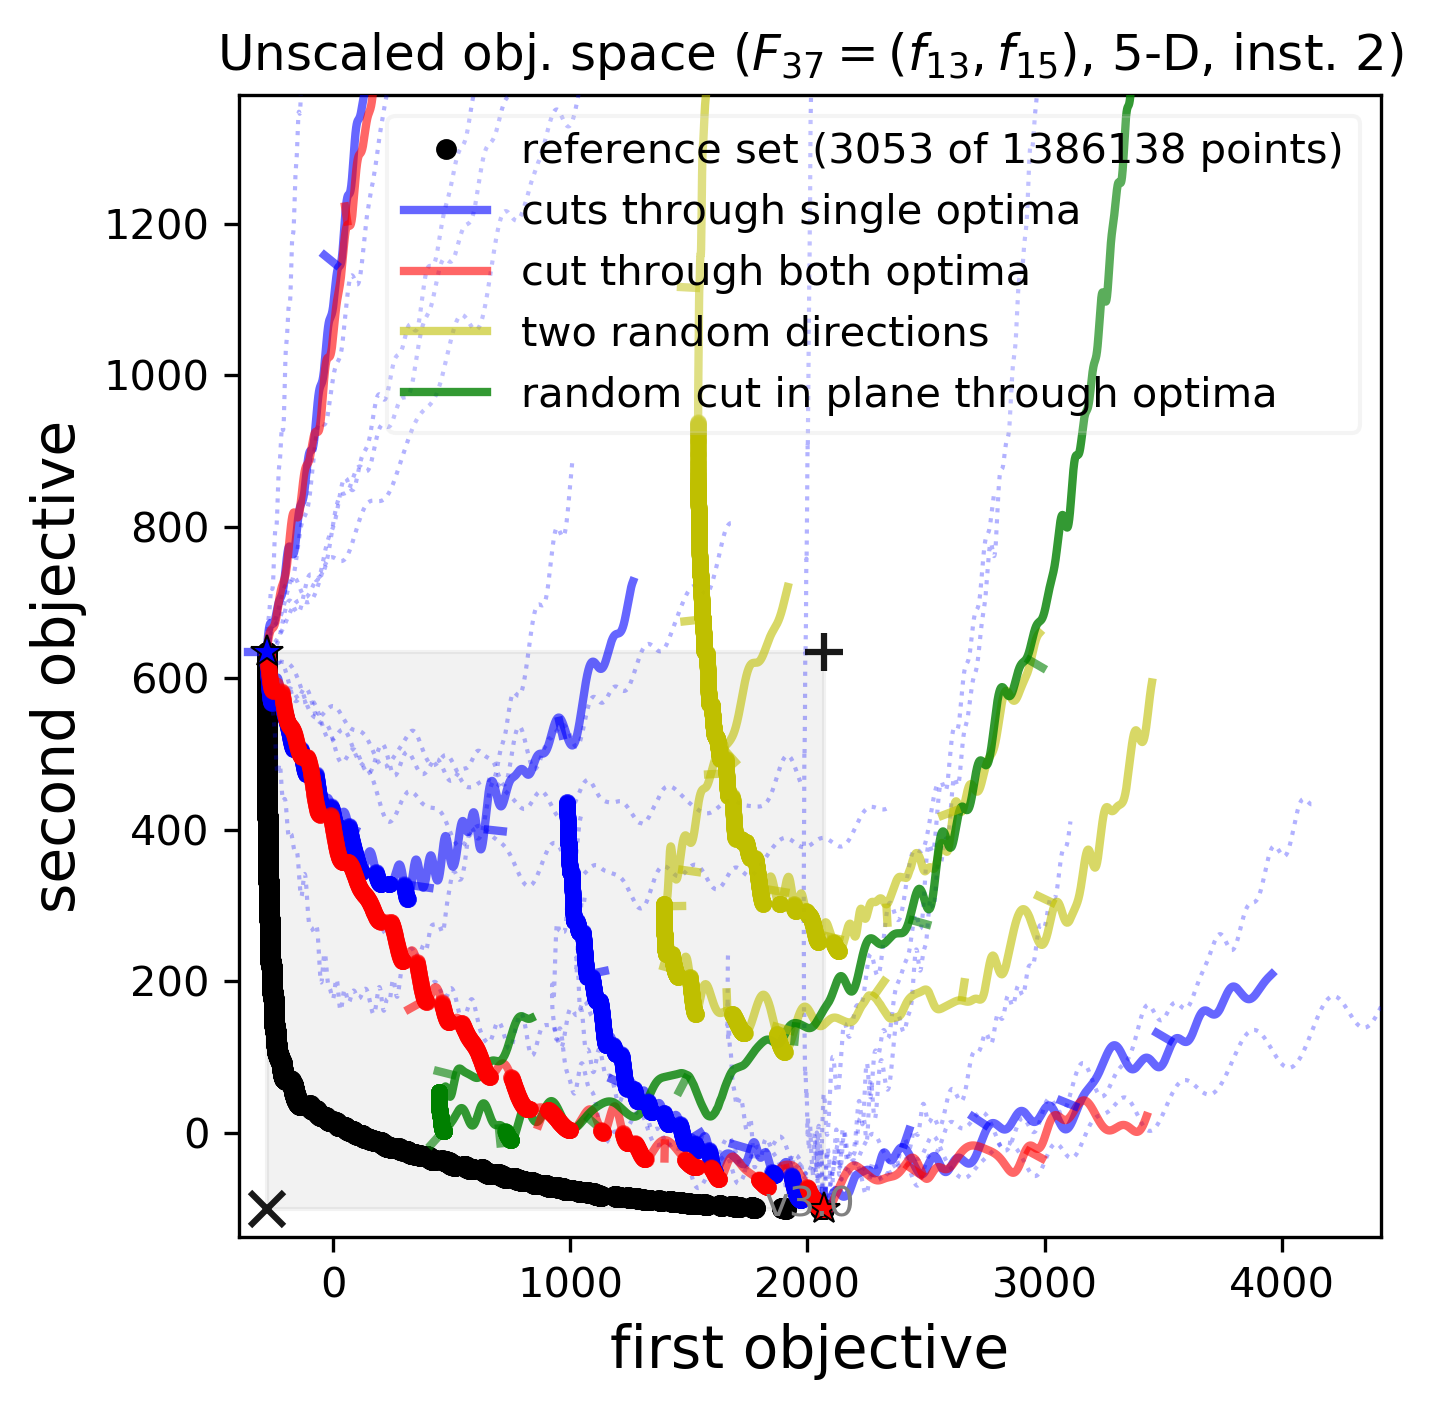 Unscaled obj. space (F₃₇ = (f₁₃, f₁₅), 5-D, inst. 2)
reference set (3053 of 1386138 points)
cuts through single optima
cut through both optima
two random directions
random cut in plane through optima
second objective
1200
1000
800
600
400
200
0
v3.0
0
1000
2000
3000
4000
first objective